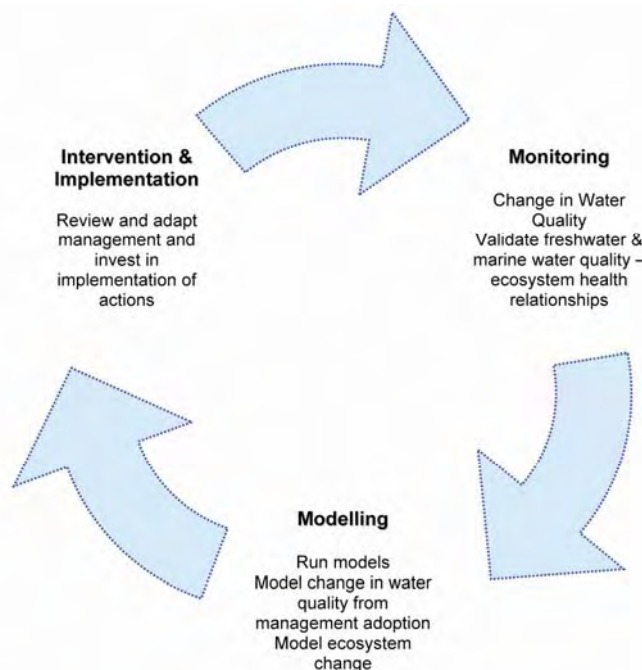 Intervention &
Implementation
Review and adapt
management and
invest in
implementation of
actions
Monitoring
Change in Water
Quality
Validate freshwater &
marine water quality –
ecosystem health
relationships
Modelling
Run models
Model change in water
quality from
management adoption
Model ecosystem
change